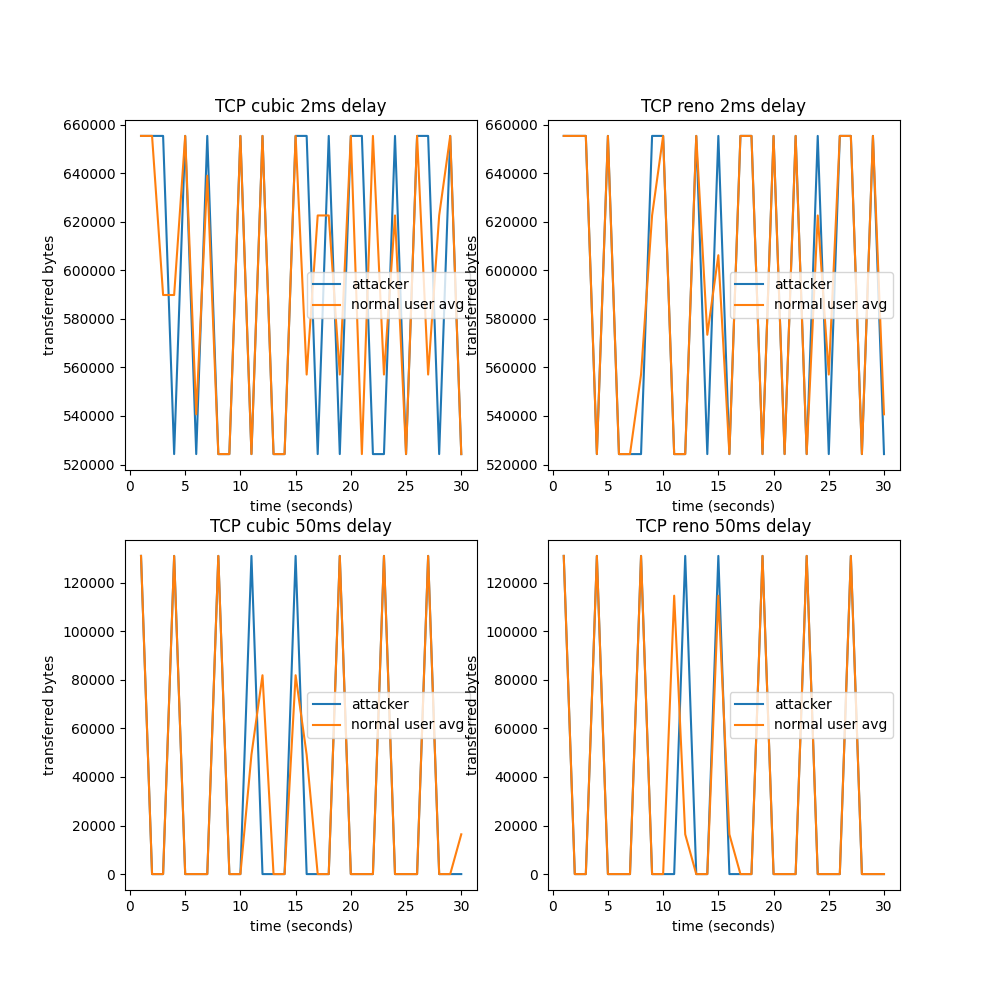 TCP cubic 2ms delay
660000
640000
620000
600000
580000
560000
540000
520000
transferred bytes
0 5 10 15 20 25 30
time (seconds)
attacker
normal user avg
TCP reno 2ms delay
660000
640000
620000
600000
580000
560000
540000
520000
transferred bytes
0 5 10 15 20 25 30
time (seconds)
attacker
normal user avg
TCP cubic 50ms delay
120000
100000
80000
60000
40000
20000
0
transferred bytes
0 5 10 15 20 25 30
time (seconds)
attacker
normal user avg
TCP reno 50ms delay
120000
100000
80000
60000
40000
20000
0
transferred bytes
0 5 10 15 20 25 30
time (seconds)
attacker
normal user avg